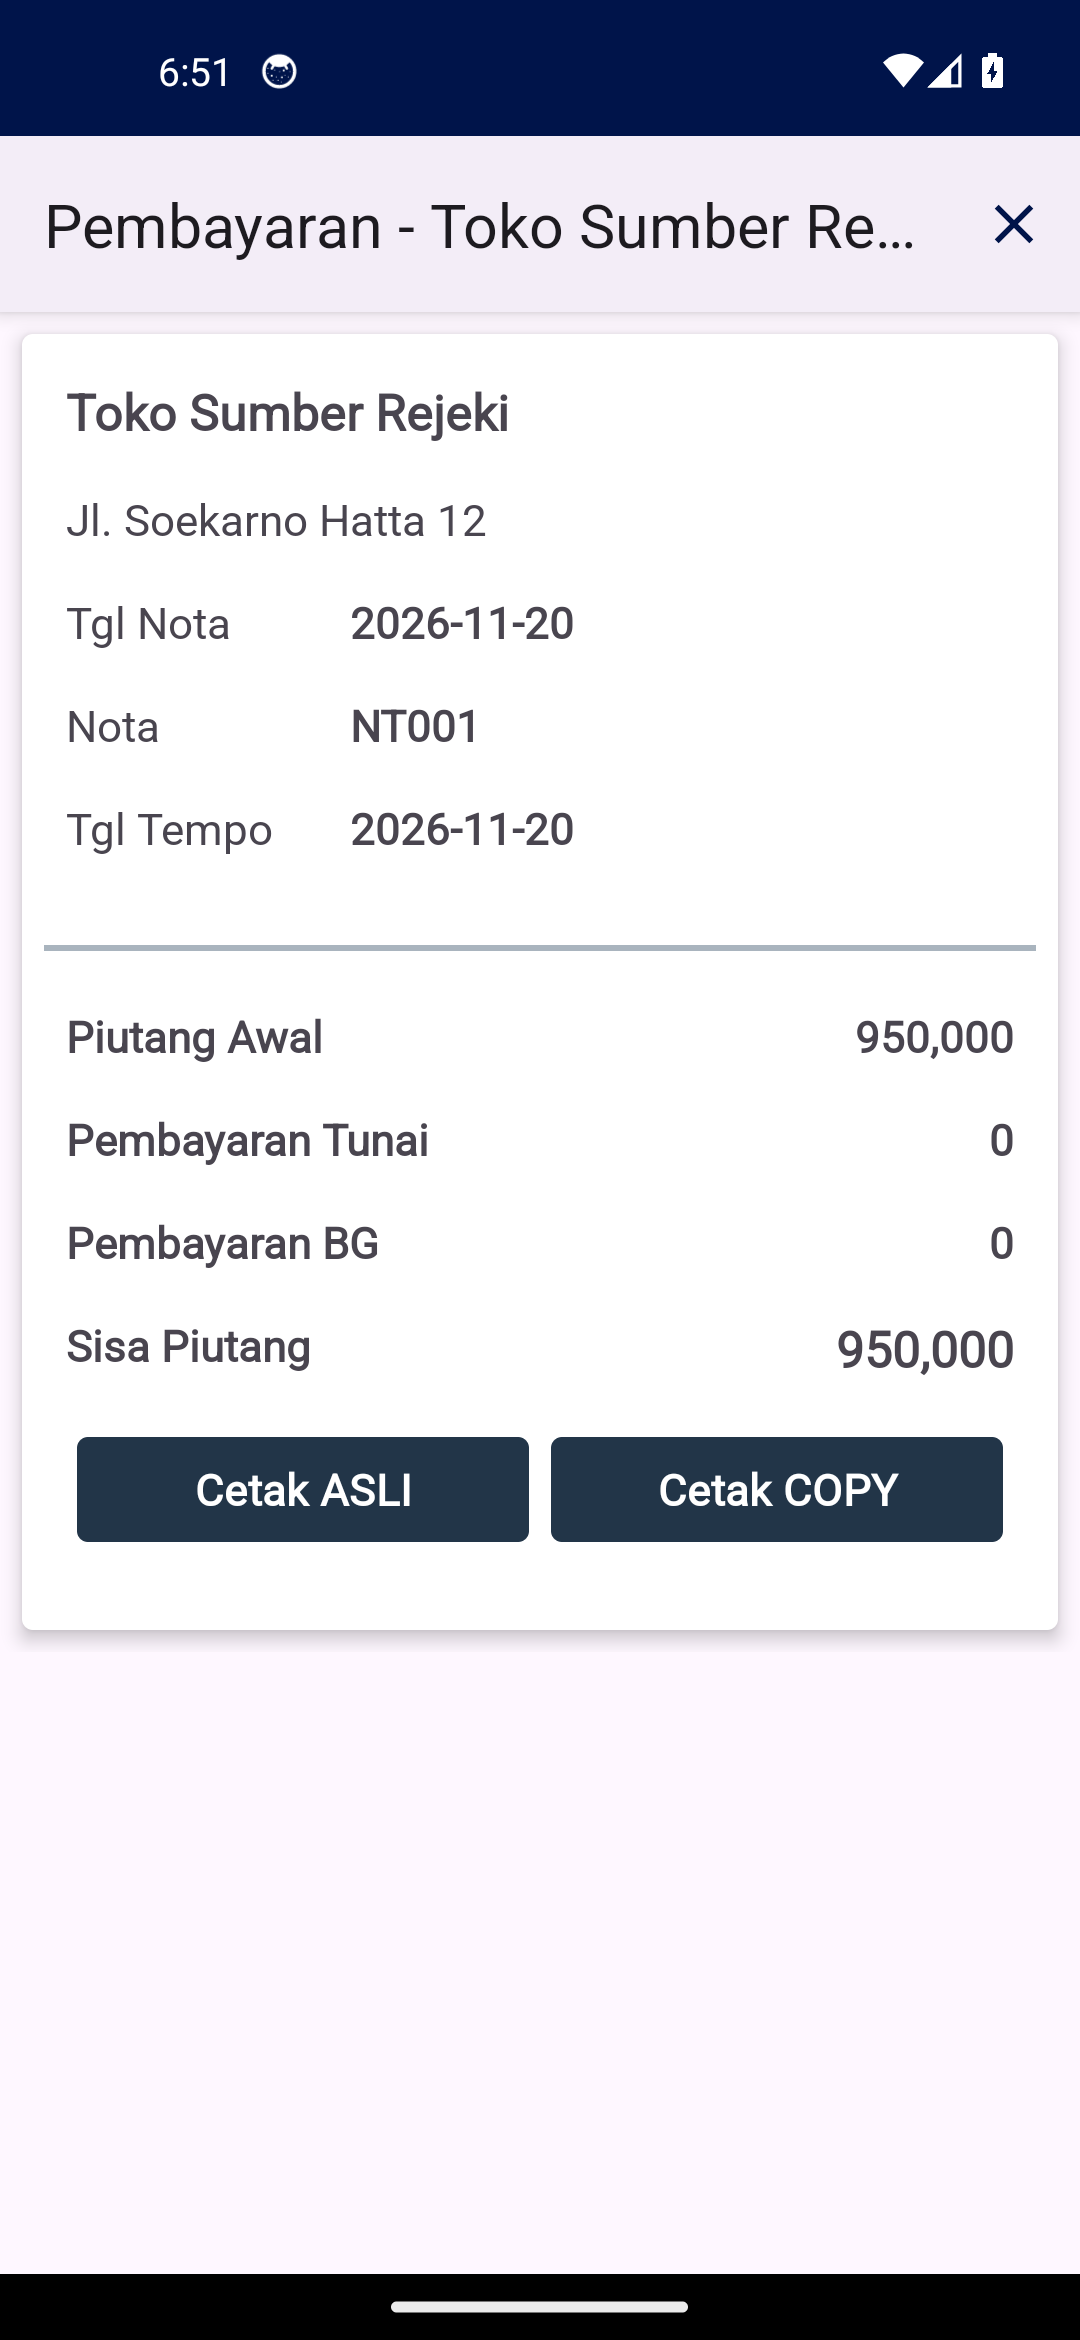 6:51
Pembayaran - Toko Sumber Re...
Toko Sumber Rejeki
Jl. Soekarno Hatta 12
Tgl Nota 2026-11-20
Nota NT001
Tgl Tempo 2026-11-20
Piutang Awal 950,000
Pembayaran Tunai 0
Pembayaran BG 0
Sisa Piutang 950,000
Cetak ASLI Cetak COPY